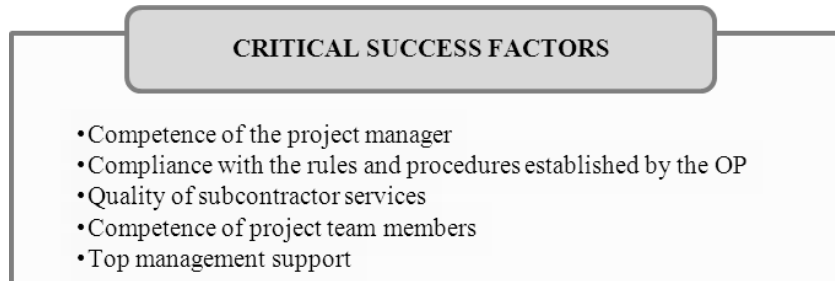 CRITICAL SUCCESS FACTORS
•Competence of the project manager
•Compliance with the rules and procedures established by the OP
•Quality of subcontractor services
•Competence of project team members
•Top management support